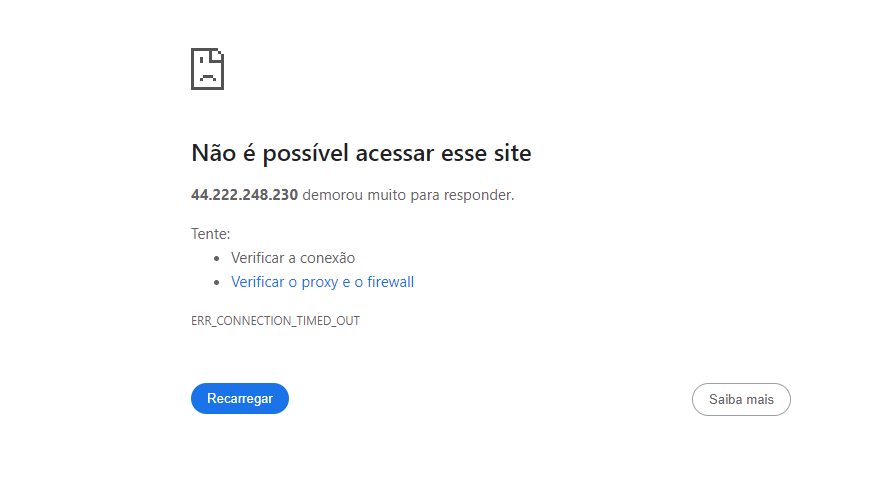 Não é possível acessar esse site
44.222.248.230 demorou muito para responder.
Tente:
• Verificar a conexão
• Verificar o proxy e o firewall
ERR_CONNECTION_TIMED_OUT
Recarregar
Saiba mais